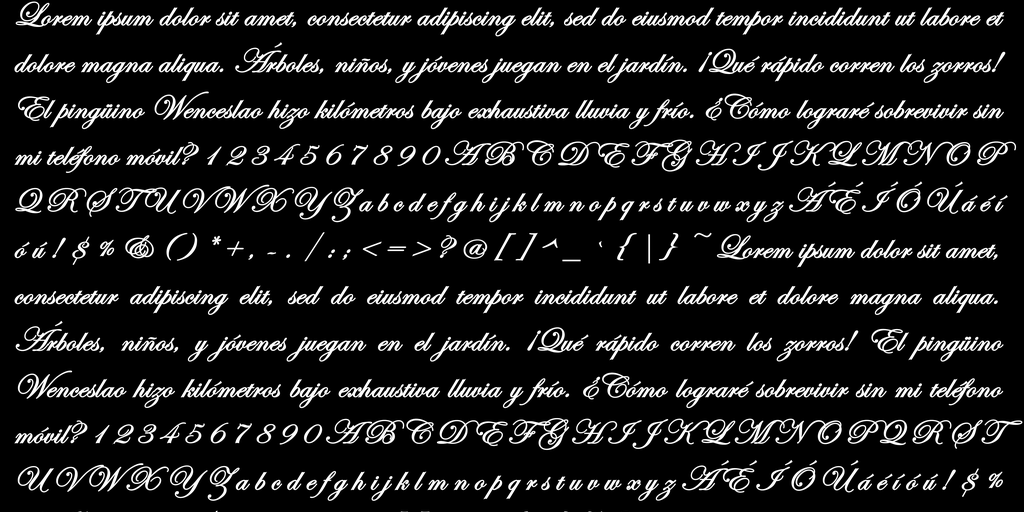 Lorem ipsum dolor sit amet, consectetur adipiscing elit, sed do eiusmod tempor incididunt ut labore et
dolore magna aliqua. Árboles, niños, y jóvenes juegan en el jardín. ¡Qué rápido corren los zorros!
El pingüino Wenceslao hizo kilómetros bajo exhaustiva lluvia y frío. ¿Cómo lograré sobrevivir sin
mi teléfono móvil? 1 2 3 4 5 6 7 8 9 0 A B C D E F G H I J K L M N O P
Q R S T U V W X Y Z a b c d e f g h i j k l m n o p q r s t u v w x y z Á É Í Ó Ú á é í
ó ú ! $ % & ( ) * + , - . / : ; < = > ? @ [ ] ^ _ ` { | } ~ Lorem ipsum dolor sit amet,
consectetur adipiscing elit, sed do eiusmod tempor incididunt ut labore et dolore magna aliqua.
Árboles, niños, y jóvenes juegan en el jardín. ¡Qué rápido corren los zorros! El pingüino
Wenceslao hizo kilómetros bajo exhaustiva lluvia y frío. ¿Cómo lograré sobrevivir sin mi teléfono
móvil? 1 2 3 4 5 6 7 8 9 0 A B C D E F G H I J K L M N O P Q R S T
U V W X Y Z a b c d e f g h i j k l m n o p q r s t u v w x y z Á É Í Ó Ú á é í ó ú ! $ %